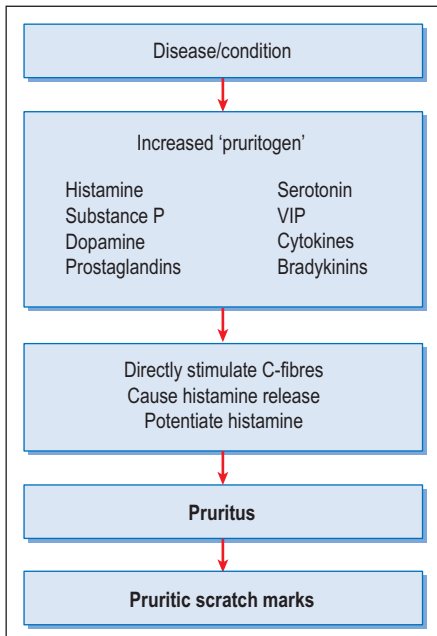 Disease/condition
Increased ‘pruritogen’
Histamine
Substance P
Dopamine
Prostaglandins
Serotonin
VIP
Cytokines
Bradykinins
Directly stimulate C-fibres
Cause histamine release
Potentiate histamine
Pruritus
Pruritic scratch marks